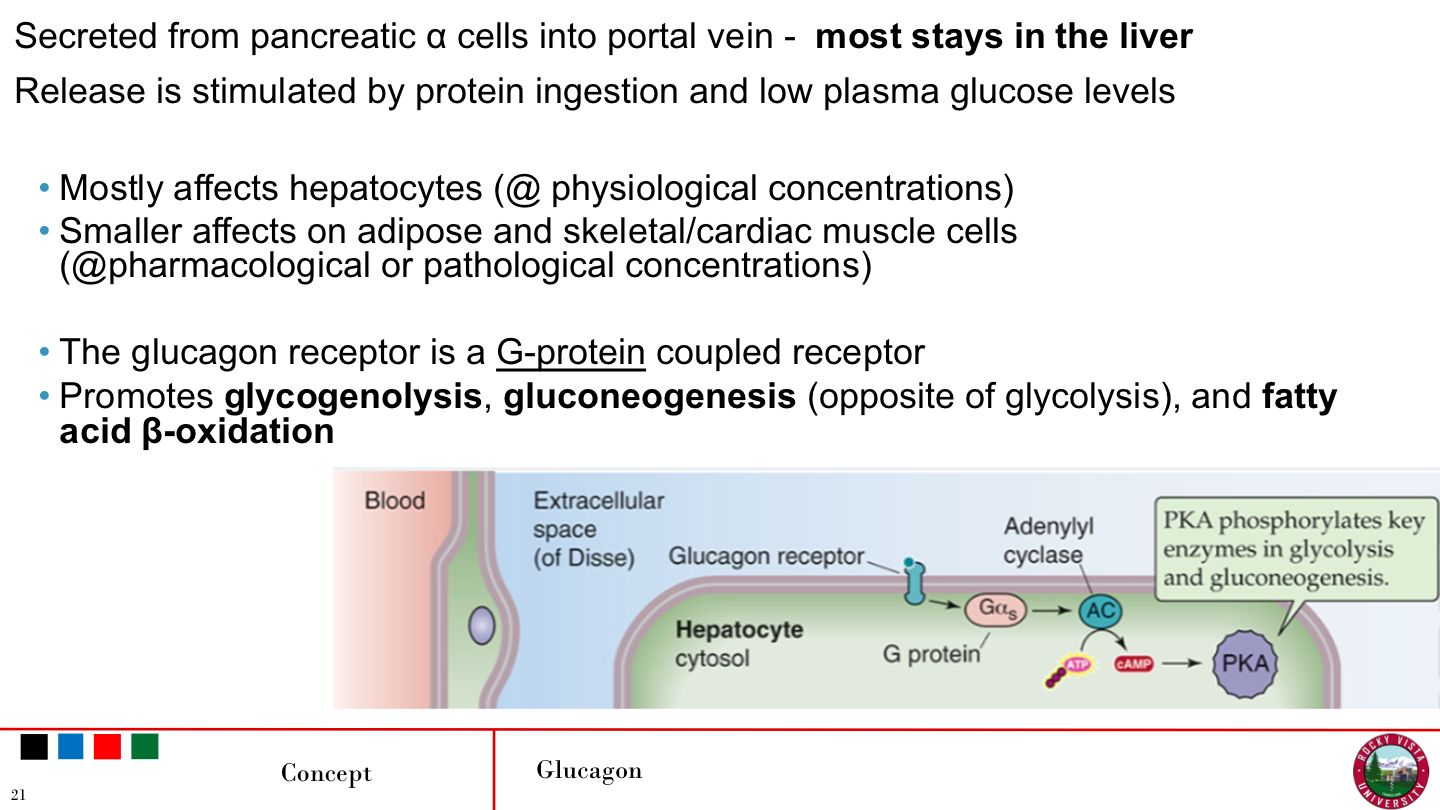 Secreted from pancreatic α cells into portal vein - most stays in the liver
Release is stimulated by protein ingestion and low plasma glucose levels
• Mostly affects hepatocytes (@ physiological concentrations)
• Smaller affects on adipose and skeletal/cardiac muscle cells
(@pharmacological or pathological concentrations)
• The glucagon receptor is a G-protein coupled receptor
• Promotes glycogenolysis, gluconeogenesis (opposite of glycolysis), and fatty
acid β-oxidation
Blood
Extracellular
space
(of Disse)
Glucagon receptor
Adenylyl
cyclase
PKA phosphorylates key
enzymes in glycolysis
and gluconeogenesis.
Gαs
AC
Hepatocyte
cytosol
G protein
ATP
cAMP
PKA
Concept
Glucagon
21
ROCKY VISTA
UNIVERSITY